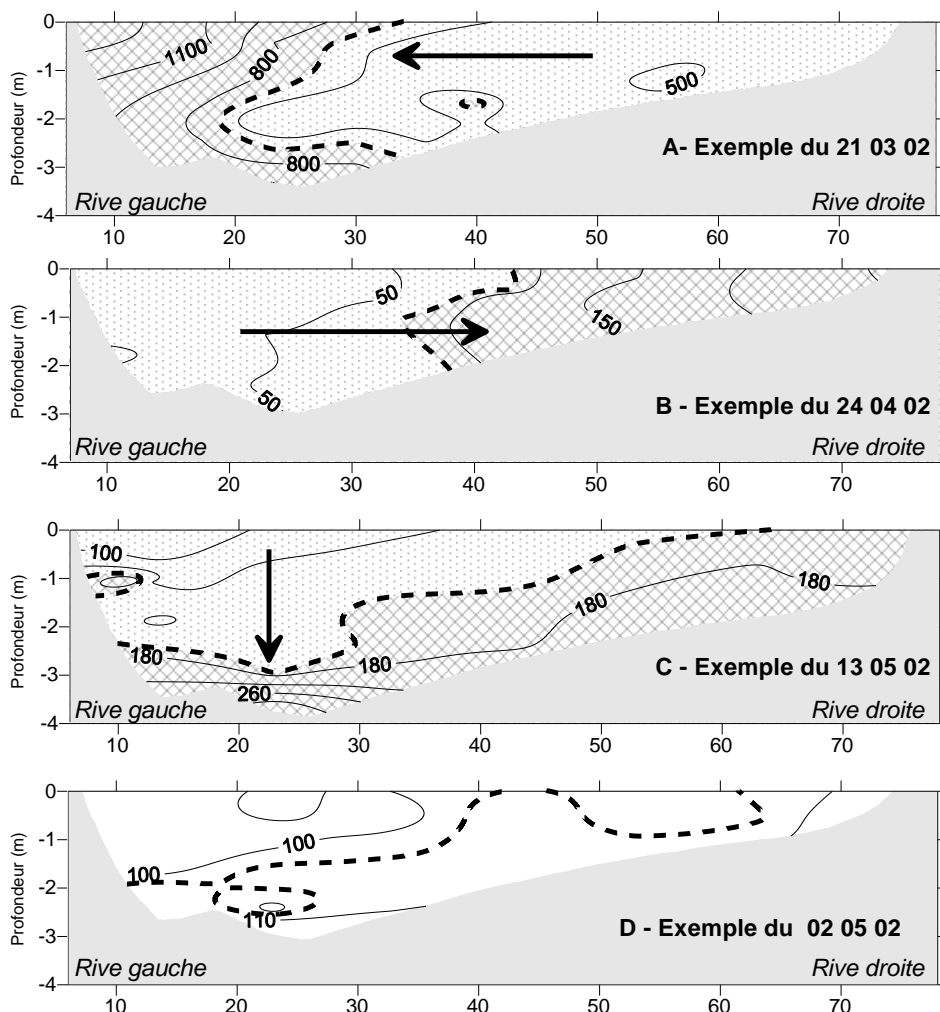 0
-1
-2
-3
-4
Profondeur (m)
1100
800
500
800
A- Exemple du 21 03 02
Rive gauche
Rive droite
10 20 30 40 50 60 70
0
-1
-2
-3
-4
Profondeur (m)
50
150
50
B - Exemple du 24 04 02
Rive gauche
Rive droite
10 20 30 40 50 60 70
0
-1
-2
-3
-4
Profondeur (m)
100
180
180
180
180
260
C - Exemple du 13 05 02
Rive gauche
Rive droite
10 20 30 40 50 60 70
0
-1
-2
-3
-4
Profondeur (m)
100
100
110
D - Exemple du 02 05 02
Rive gauche
Rive droite
10 20 30 40 50 60 70